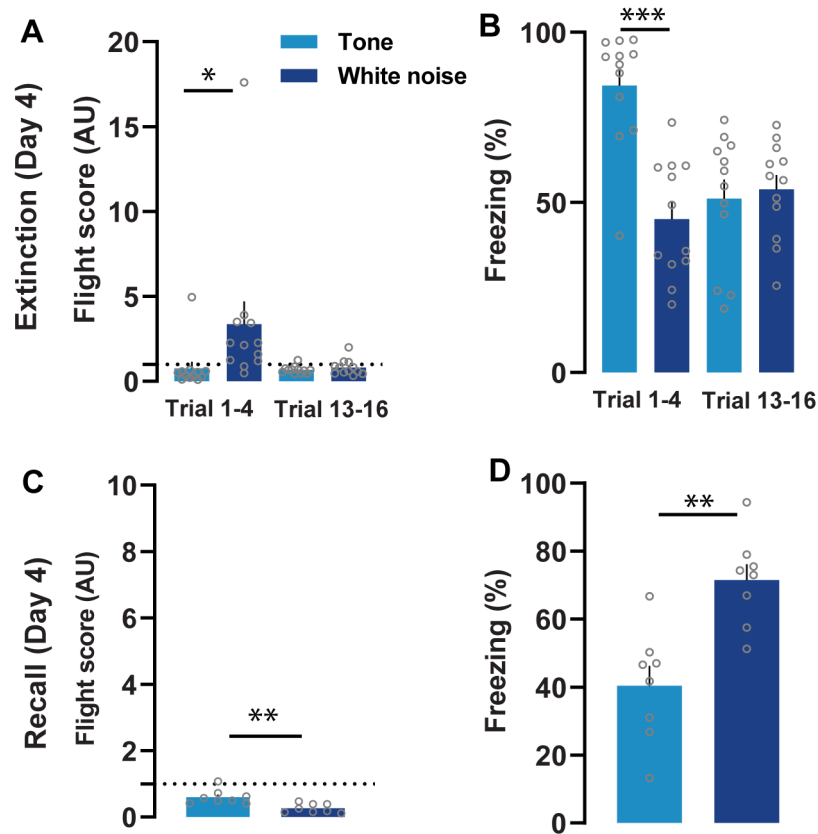 A
Extinction (Day 4)
Flight score (AU)
20
15
10
5
0
*
Tone
White noise
Trial 1-4
Trial 13-16
B
Freezing (%)
100
50
0
***
Trial 1-4
Trial 13-16
C
Recall (Day 4)
Flight score (AU)
10
8
6
4
2
0
**
D
Freezing (%)
100
80
60
40
20
0
**